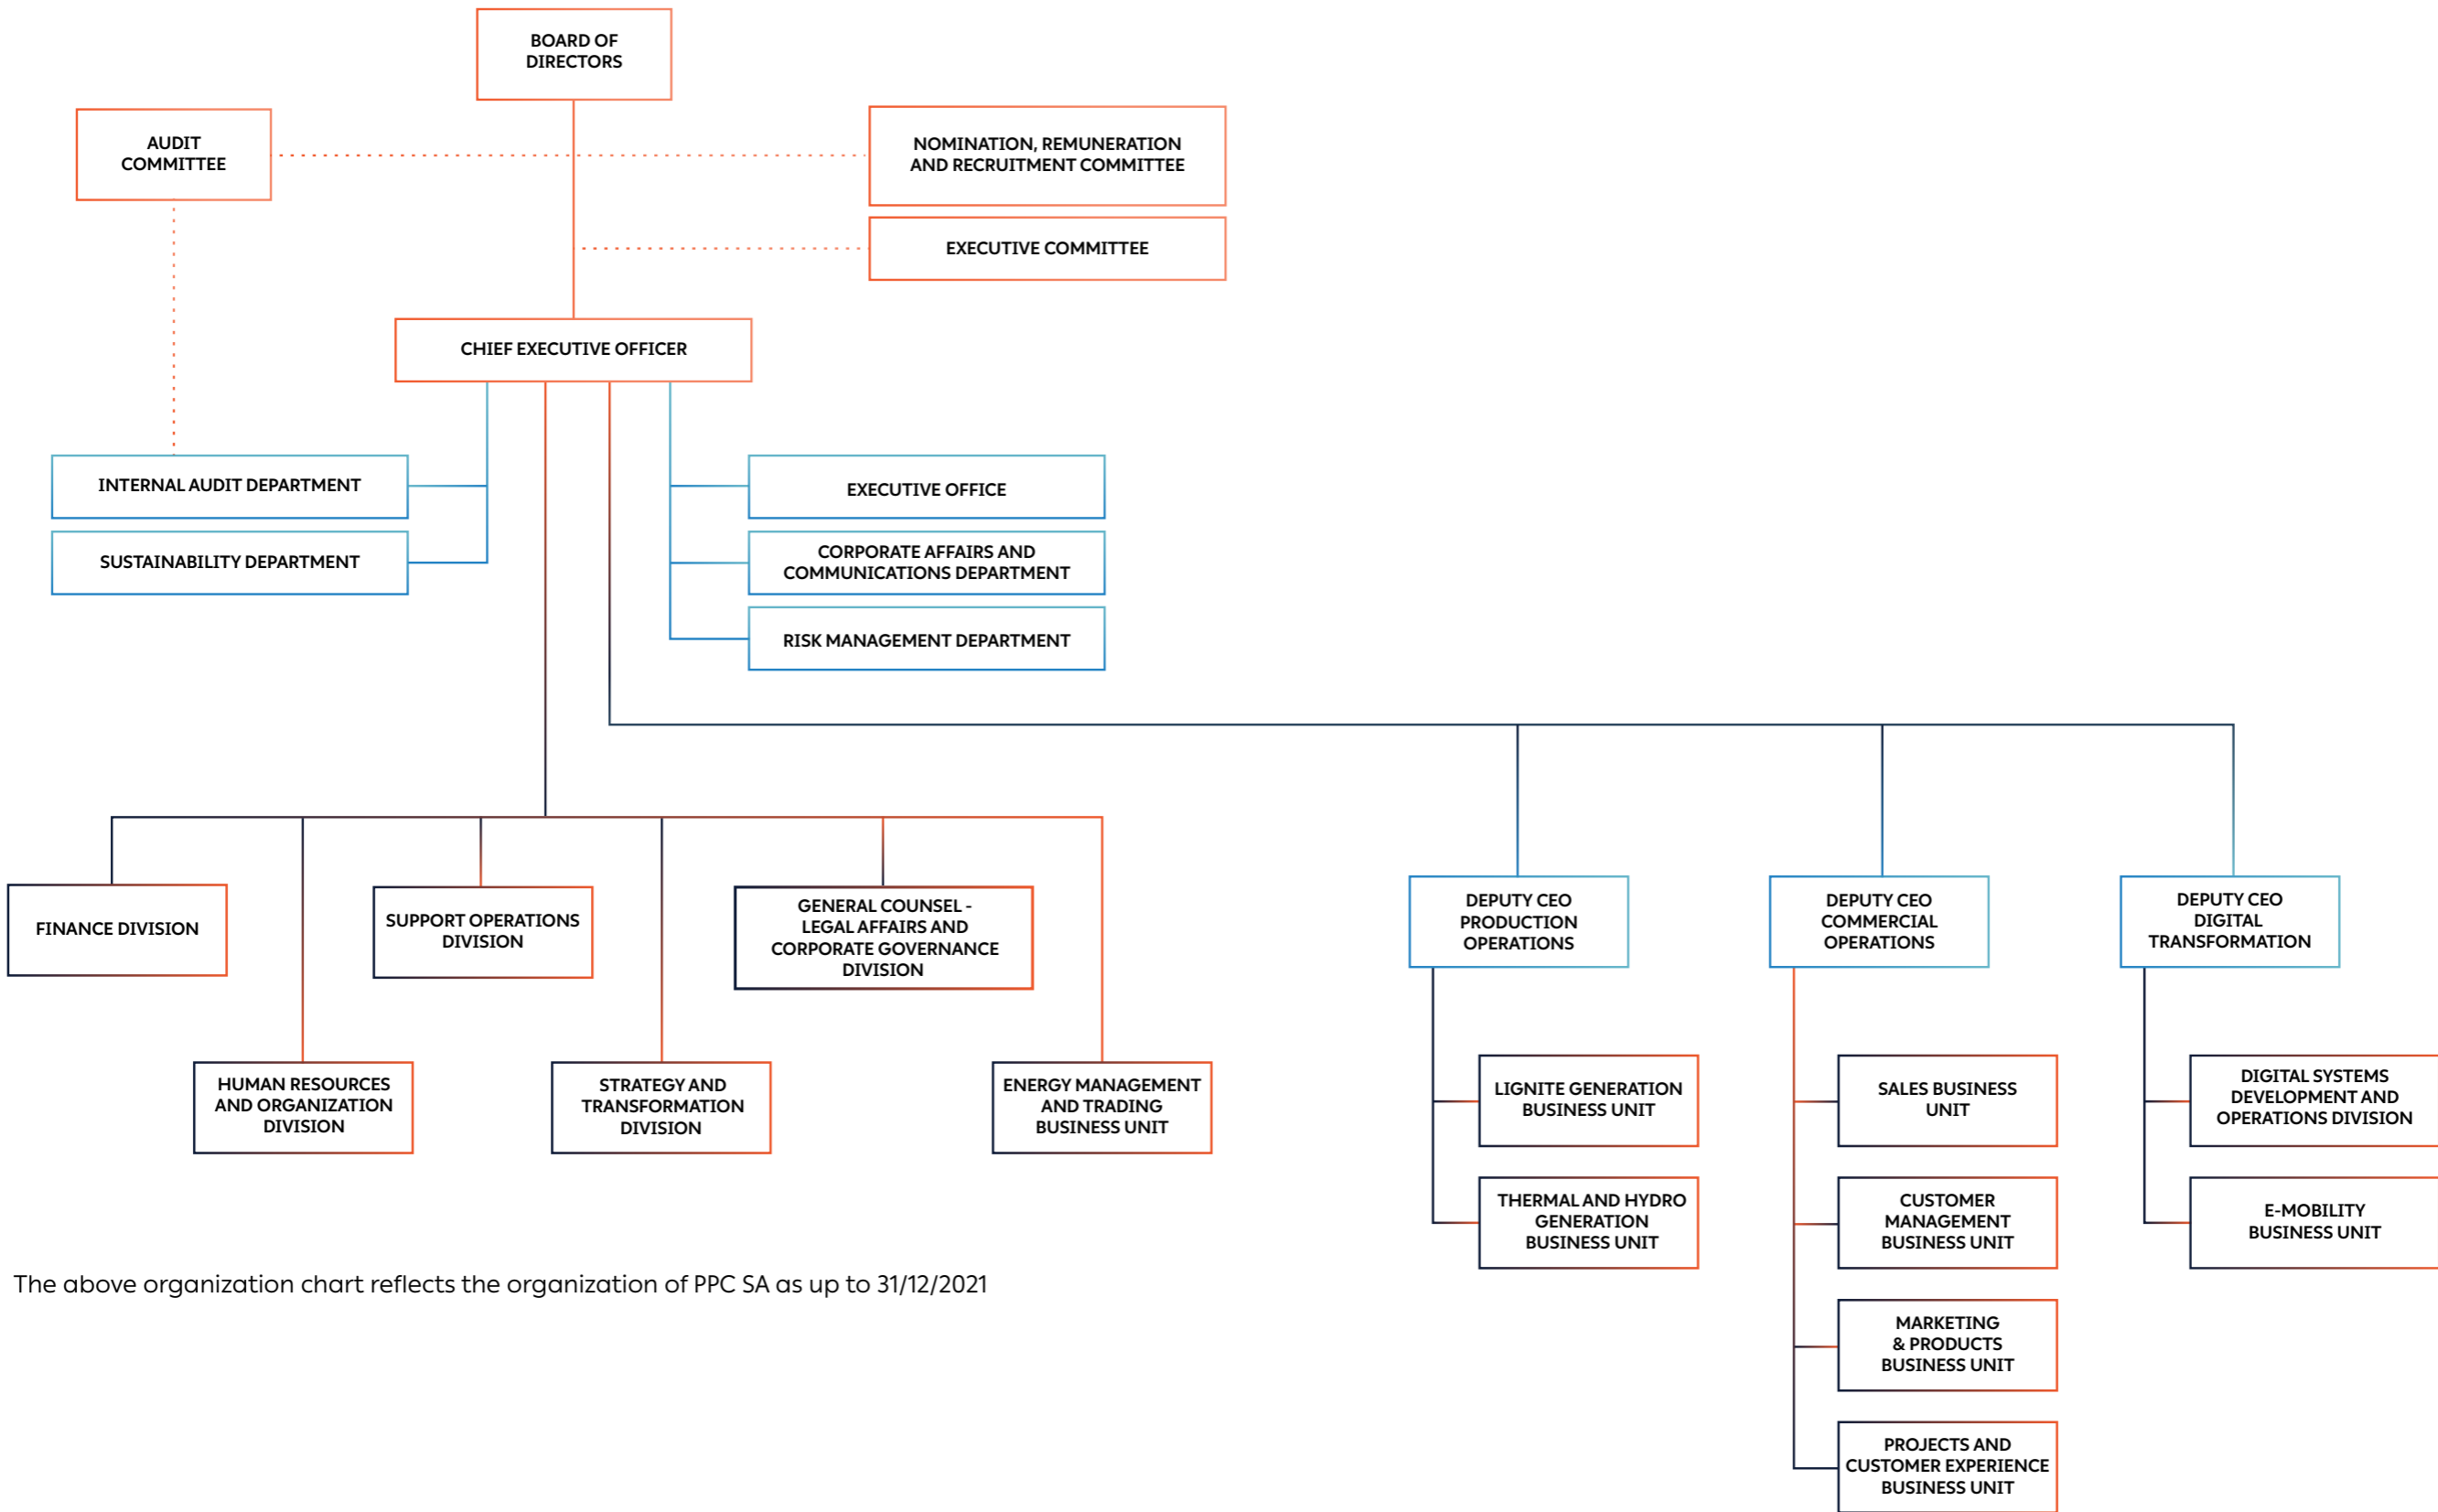 BOARD OF
DIRECTORS
AUDIT
COMMITTEE
NOMINATION, REMUNERATION
AND RECRUITMENT COMMITTEE
EXECUTIVE COMMITTEE
CHIEF EXECUTIVE OFFICER
INTERNAL AUDIT DEPARTMENT
SUSTAINABILITY DEPARTMENT
EXECUTIVE OFFICE
CORPORATE AFFAIRS AND
COMMUNICATIONS DEPARTMENT
RISK MANAGEMENT DEPARTMENT
FINANCE DIVISION
SUPPORT OPERATIONS
DIVISION
GENERAL COUNSEL -
LEGAL AFFAIRS AND
CORPORATE GOVERNANCE
DIVISION
HUMAN RESOURCES
AND ORGANIZATION
DIVISION
STRATEGY AND
TRANSFORMATION
DIVISION
ENERGY MANAGEMENT
AND TRADING
BUSINESS UNIT
DEPUTY CEO
PRODUCTION
OPERATIONS
LIGNITE GENERATION
BUSINESS UNIT
THERMAL AND HYDRO
GENERATION
BUSINESS UNIT
DEPUTY CEO
COMMERCIAL
OPERATIONS
SALES BUSINESS
UNIT
CUSTOMER
MANAGEMENT
BUSINESS UNIT
MARKETING
& PRODUCTS
BUSINESS UNIT
PROJECTS AND
CUSTOMER EXPERIENCE
BUSINESS UNIT
DEPUTY CEO
DIGITAL
TRANSFORMATION
DIGITAL SYSTEMS
DEVELOPMENT AND
OPERATIONS DIVISION
E-MOBILITY
BUSINESS UNIT
The above organization chart reflects the organization of PPC SA as up to 31/12/2021